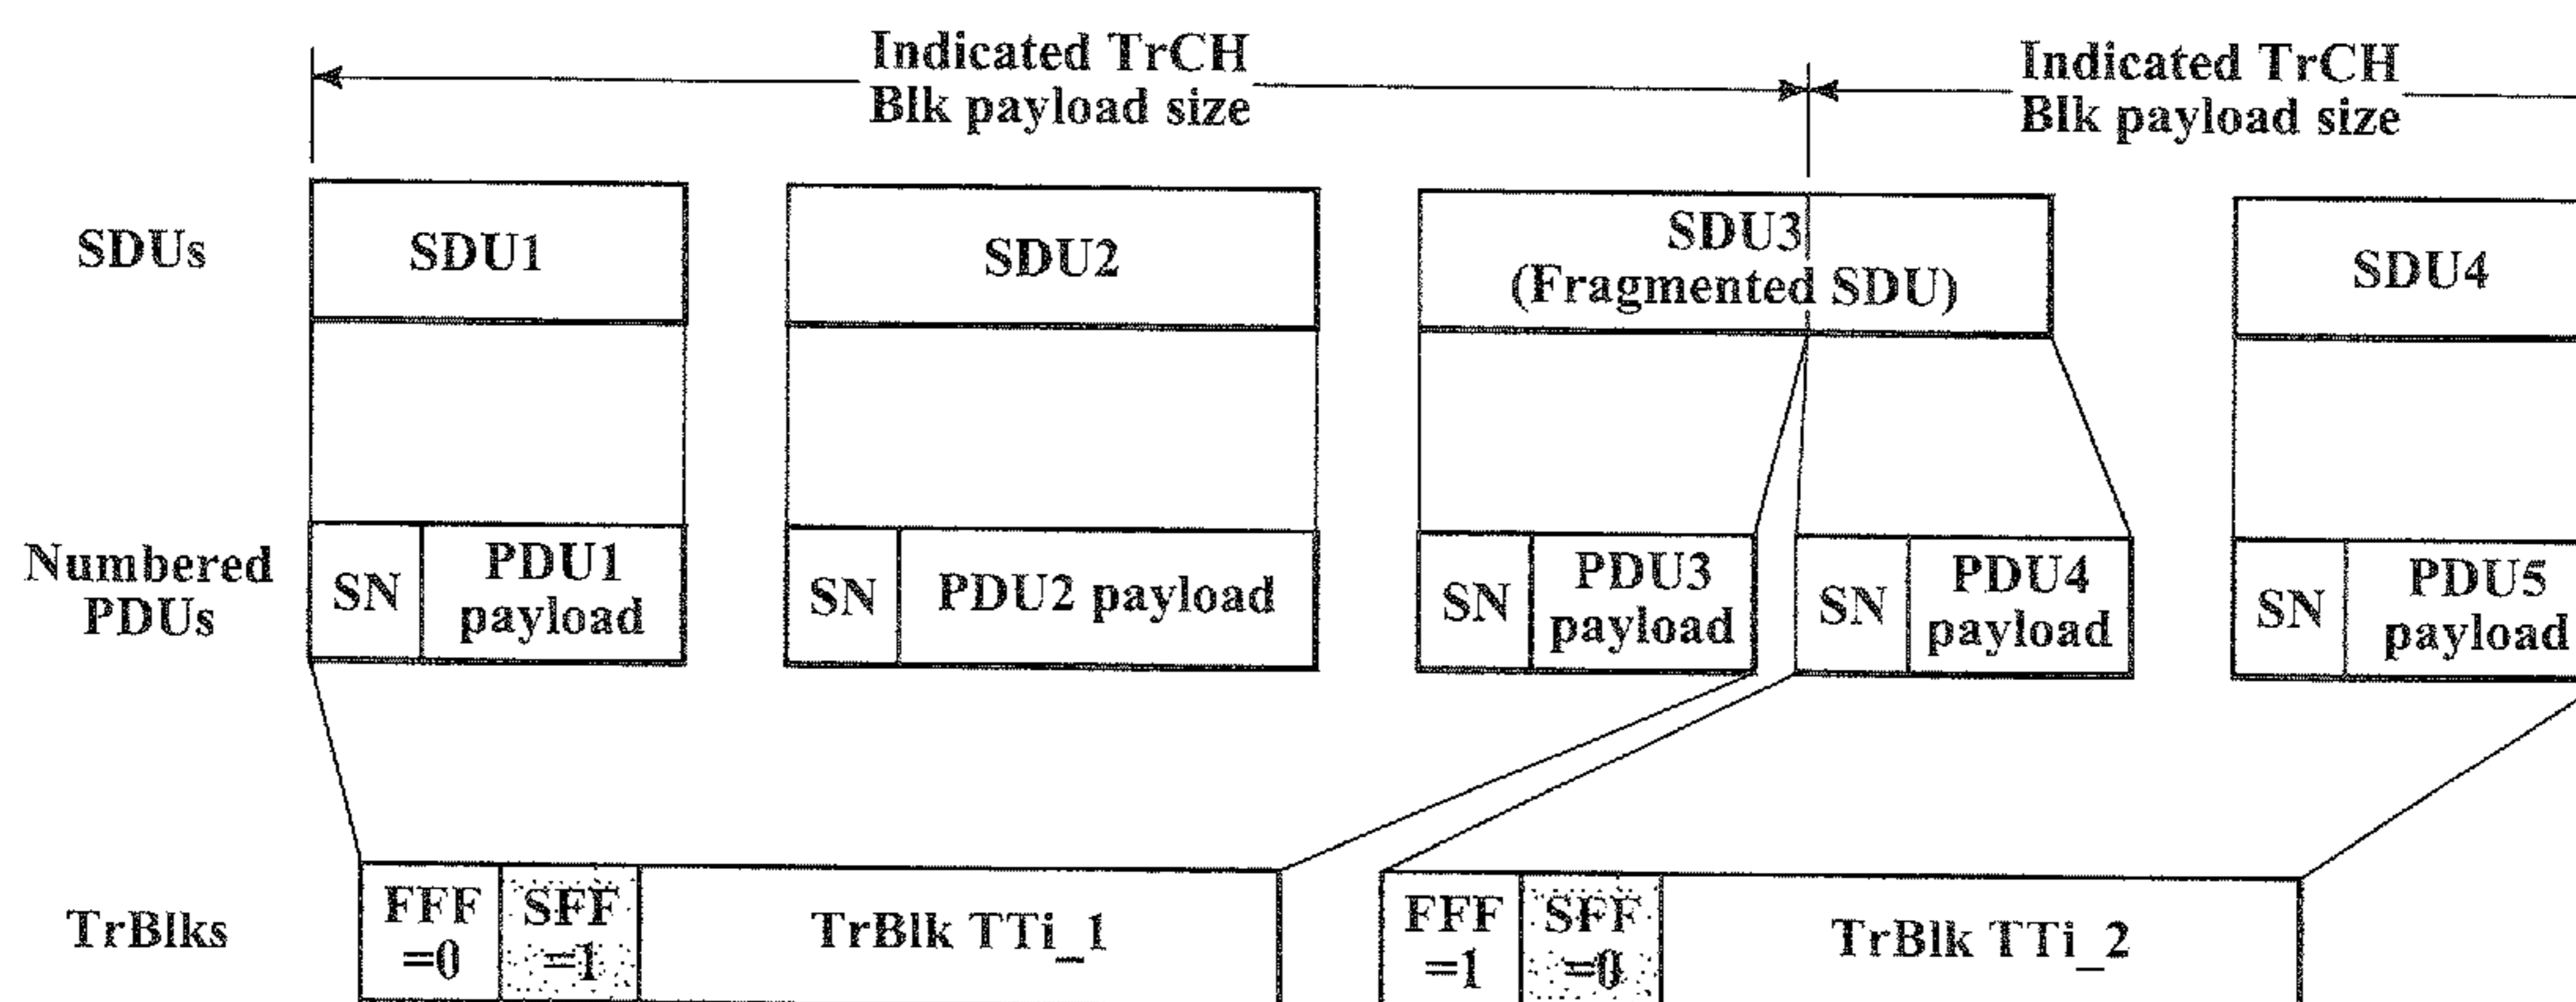 Indicated TrCH
Blk payload size
Indicated TrCH
Blk payload size
SDUs
SDU1
SDU2
SDU3
(Fragmented SDU)
SDU4
Numbered
PDUs
SN
PDU1
payload
SN
PDU2 payload
SN
PDU3
payload
SN
PDU4
payload
SN
PDU5
payload
TrBlks
FFF
=0
SFF
=1
TrBlk TTi_1
FFF
=1
SFF
=0
TrBlk TTi_2